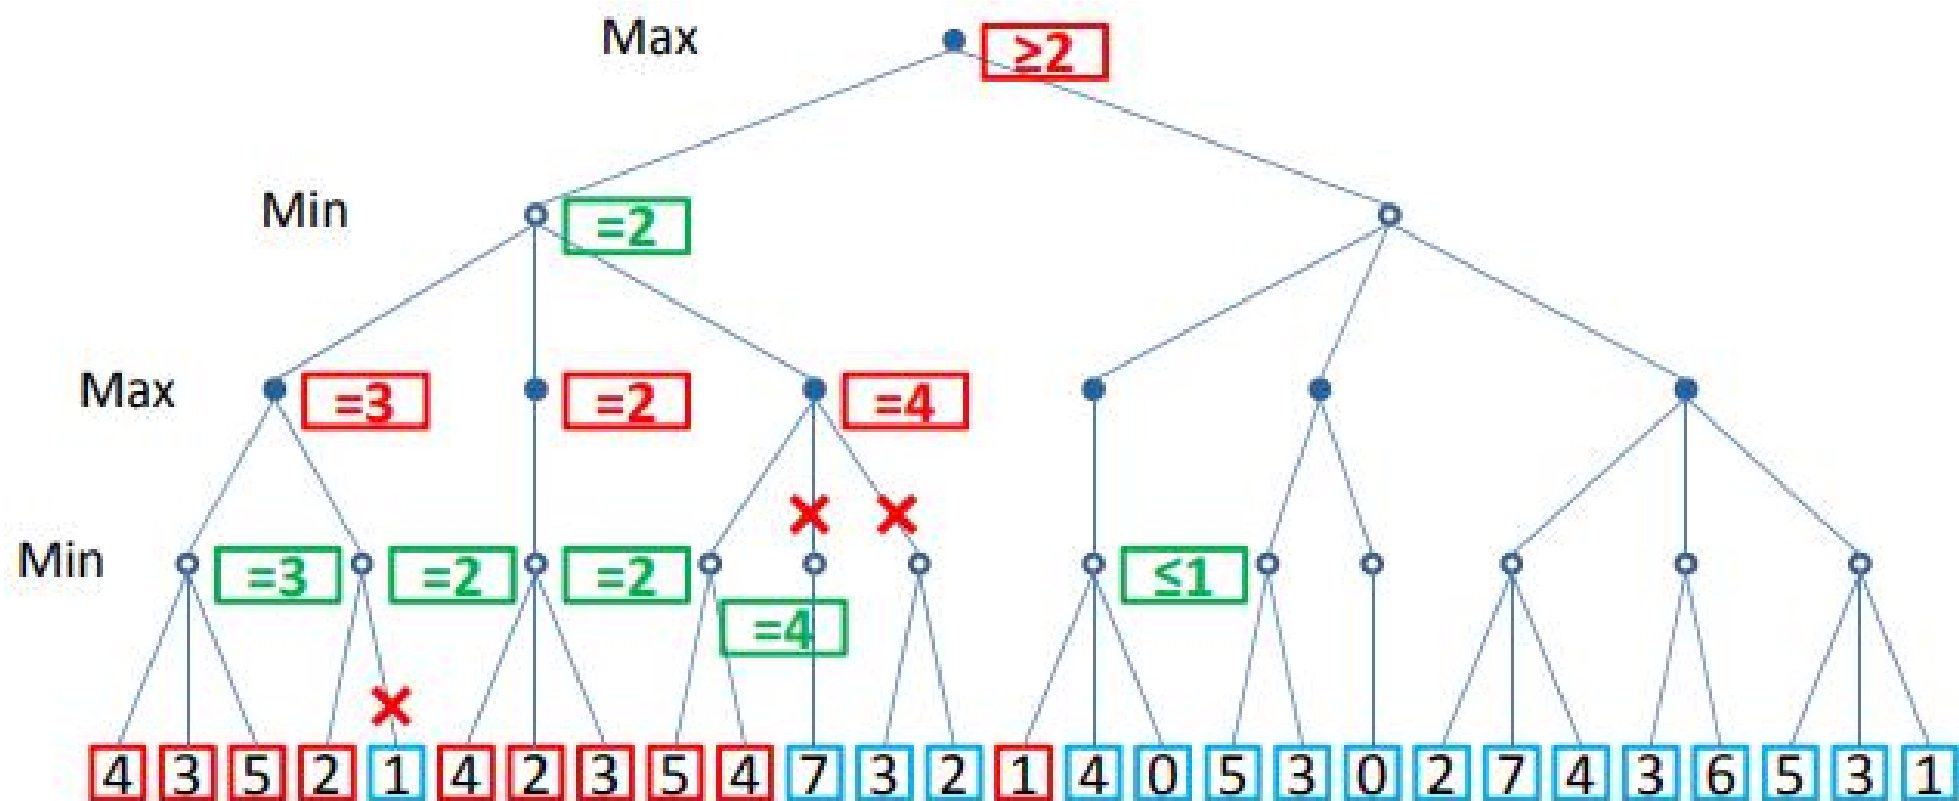 Max ≥2
Min =2
Max =3 =2 =4
Min =3 =2 =2 ≤1
=4
4 3 5 2 1 4 2 3 5 4 7 3 2 1 4 0 5 3 0 2 7 4 3 6 5 3 1